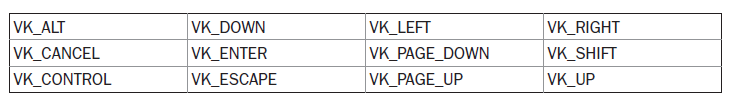 VK_ALT VK_DOWN VK_LEFT VK_RIGHT
VK_CANCEL VK_ENTER VK_PAGE_DOWN VK_SHIFT
VK_CONTROL VK_ESCAPE VK_PAGE_UP VK_UP